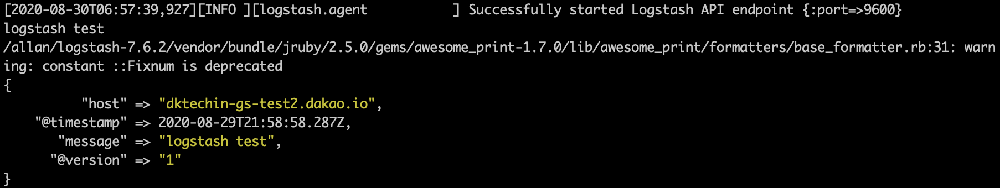 [2020-08-30T06:57:39,927][INFO ][logstash.agent           ] Successfully started Logstash API endpoint {:port=>9600}
logstash test
/allan/logstash-7.6.2/vendor/bundle/jruby/2.5.0/gems/awesome_print-1.7.0/lib/awesome_print/formatters/base_formatter.rb:31: warn
ing: constant ::Fixnum is deprecated
{
          "host" => "dktechin-gs-test2.dakao.io",
    "@timestamp" => 2020-08-29T21:58:58.287Z,
       "message" => "logstash test",
      "@version" => "1"
}